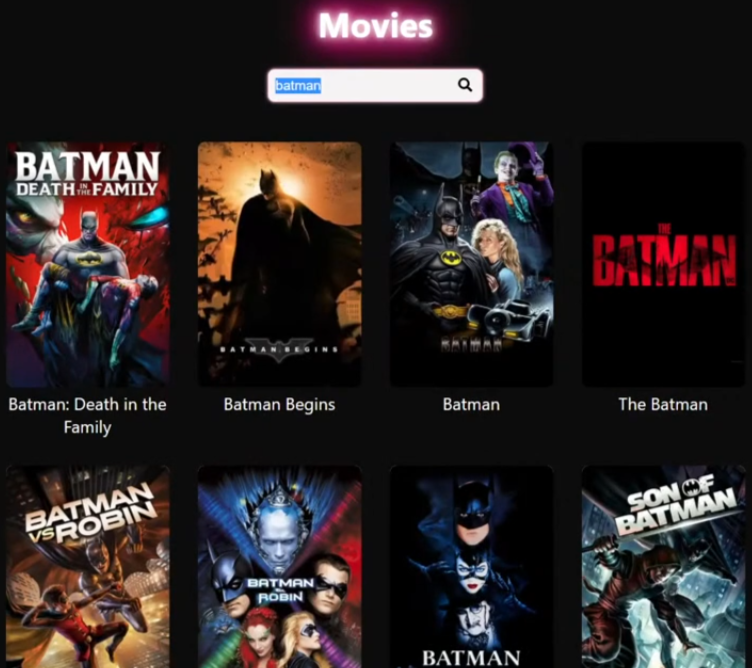 Movies
batman
BATMAN
DEATH IN THE FAMILY
BATMAN BEGINS
BATMAN
THE
BATMAN
Batman: Death in the
Family
Batman Begins
Batman
The Batman
BATMAN
VS ROBIN
BATMAN
ROBIN
BATMAN
SON OF
BATMAN